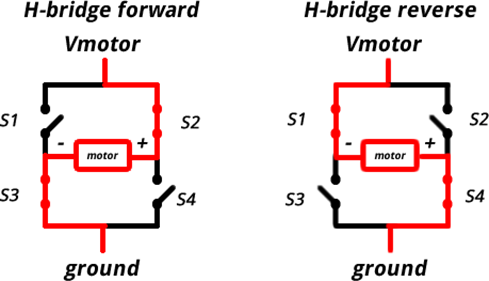 H-bridge forward
Vmotor
S1
S2
-
motor
+
S3
S4
ground
H-bridge reverse
Vmotor
S1
S2
-
motor
+
S3
S4
ground